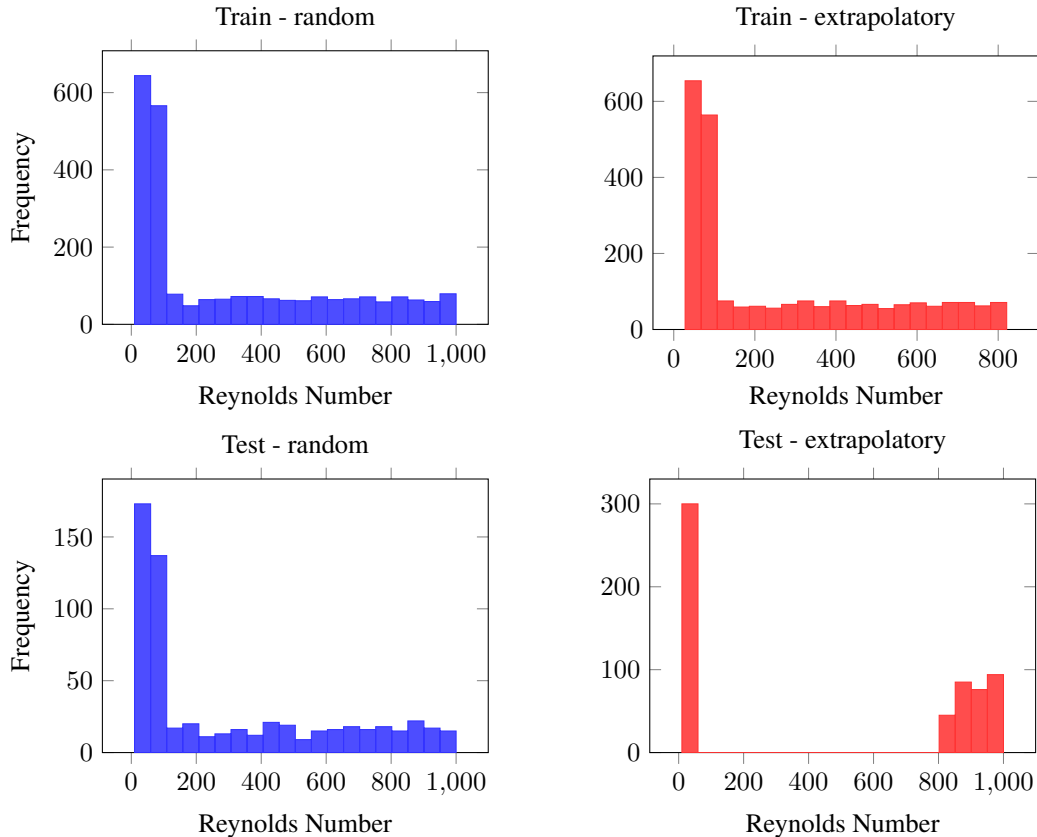 Train - random
600
400
200
0
Frequency
0 200 400 600 800 1,000
Reynolds Number
Train - extrapolatory
600
400
200
0
0 200 400 600 800
Reynolds Number
Test - random
150
100
50
0
Frequency
0 200 400 600 800 1,000
Reynolds Number
Test - extrapolatory
300
200
100
0
0 200 400 600 800 1,000
Reynolds Number